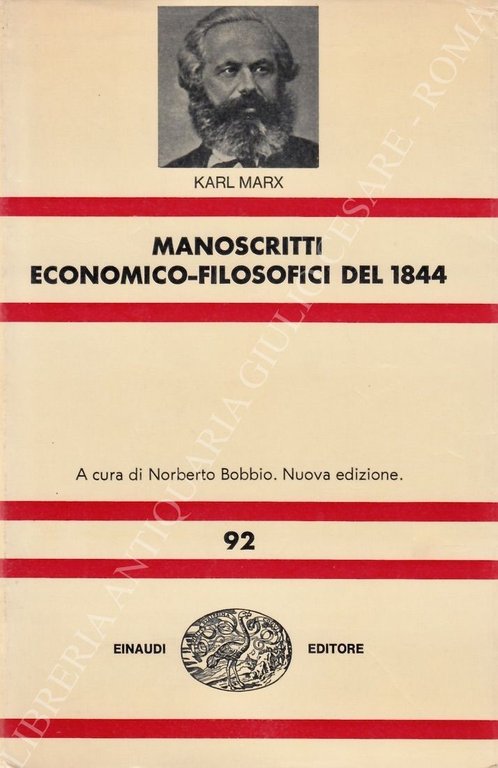 KARL MARX
MANOSCRITTI
ECONOMICO-FILOSOFICI DEL 1844
A cura di Norberto Bobbio. Nuova edizione.
92
EINAUDI EDITORE
LIBRERIA ANTIQUARIA GIULIO CESARE - ROMA